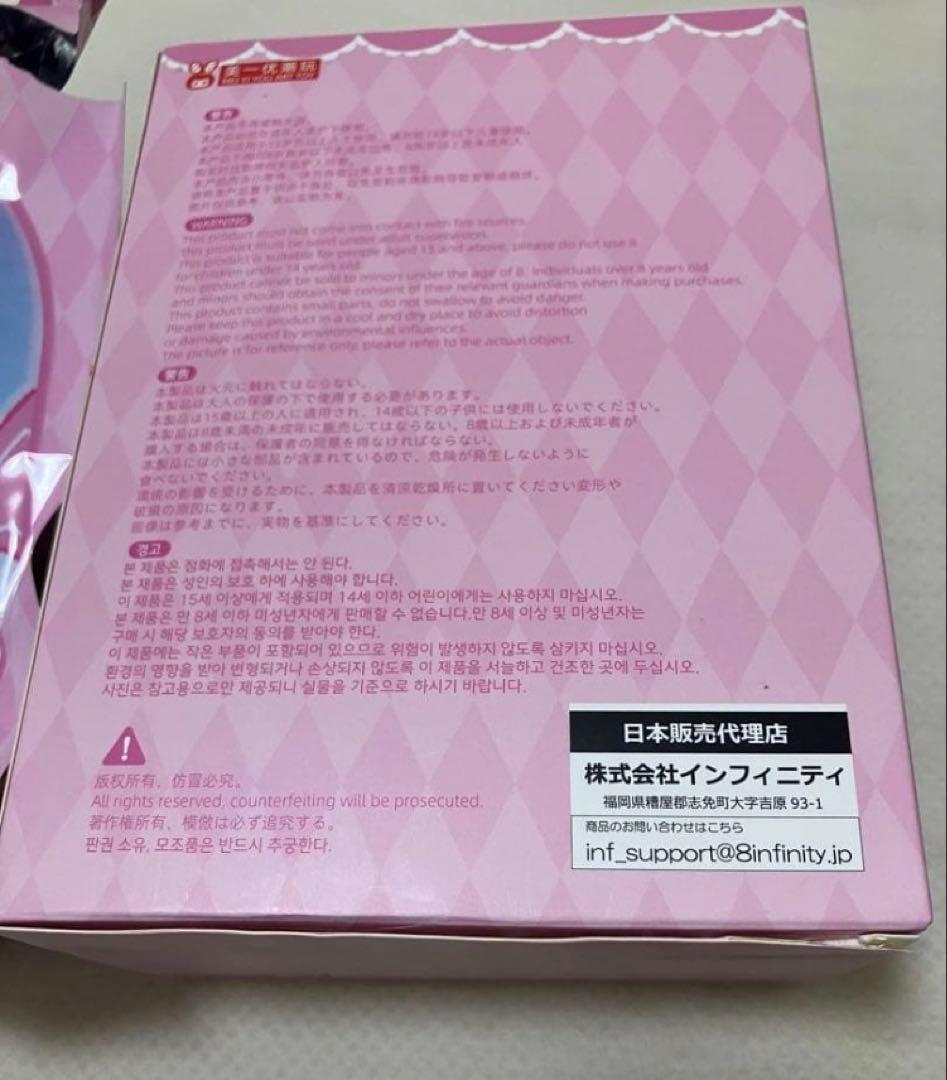 美一优潮玩
警告
WARNING
This product must not come into contact with fire sources.
This product must be used under adult supervision.
This product is suitable for people aged 15 and above, please do not use it
for children under 14 years old.
This product cannot be sold to minors under the age of 8. Individuals over 8 years old
and minors should obtain the consent of their relevant guardians when making purchases.
This product contains small parts, do not swallow to avoid danger.
Please keep this product in a cool and dry place to avoid distortion
or damage caused by environmental influences.
The picture is for reference only, please refer to the actual object.
警告
本製品は火元に触れてはならない。
本製品は大人の保護の下で使用する必要があります。
本製品は15歳以上の人に適用され、14歳以下の子供には使用しないでください。
本製品は8歳未満の未成年に販売してはならない。8歳以上および未成年者が
購入する場合は、保護者の同意を得なければならない。
本製品には小さな部品が含まれているので、危険が発生しないように
食べないでください。
環境の影響を受けるために、本製品を清涼乾燥所に置いてください変形や
破損の原因になります。
画像は参考までに、実物を基準にしてください。
경고
본 제품은 점화에 접촉해서는 안 된다.
본 제품은 성인의 보호 하에 사용해야 합니다.
이 제품은 15세 이상에게 적용되며 14세 이하 어린이에게는 사용하지 마십시오.
본 제품은 만 8세 이하 미성년자에게 판매할 수 없습니다.만 8세 이상 및 미성년자는
구매 시 해당 보호자의 동의를 받아야 한다.
이 제품에는 작은 부품이 포함되어 있으므로 위험이 발생하지 않도록 삼키지 마십시오.
환경의 영향을 받아 변형되거나 손상되지 않도록 이 제품을 서늘하고 건조한 곳에 두십시오.
사진은 참고용으로만 제공되니 실물을 기준으로 하시기 바랍니다.
版权所有，仿冒必究。
All rights reserved, counterfeiting will be prosecuted.
著作権所有、模倣は必ず追究する。
판권 소유, 모조품은 반드시 추궁한다.
日本販売代理店
株式会社インフィニティ
福岡県糟屋郡志免町大字吉原 93-1
商品のお問い合わせはこちら
inf_support@8infinity.jp